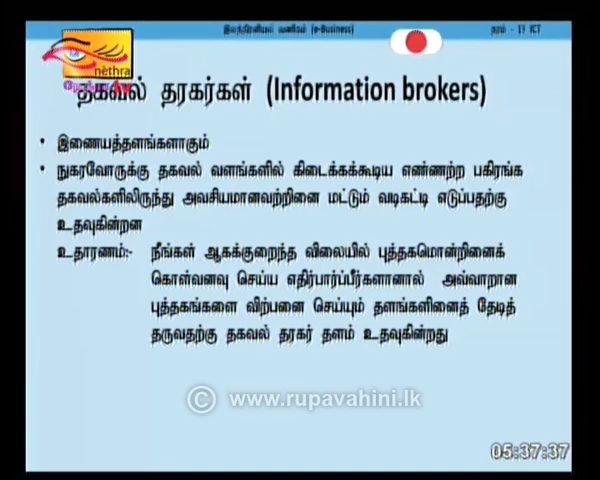 இலத்திரனியல் வணிகம் (e-Business)
தரம் - 13 ICT
nēthra
தகவல் தரகர்கள் (Information brokers)
• இணையத்தளங்களாகும்
• நுகரவோருக்கு தகவல் வளங்களில் கிடைக்கக்கூடிய எண்ணற்ற பகிரங்க
தகவல்களிலிருந்து அவசியமானவற்றினை மட்டும் வடிகட்டி எடுப்பதற்கு
உதவுகின்றன
உதாரணம்:- நீங்கள் ஆகக்குறைந்த விலையில் புத்தகமொன்றினைக்
கொள்வனவு செய்ய எதிர்பார்ப்பீர்களானால் அவ்வாறான
புத்தகங்களை விற்பனை செய்யும் தளங்களினைத் தேடித்
தருவதற்கு தகவல் தரகர் தளம் உதவுகின்றது
© www.rupavahini.lk
05:37:37